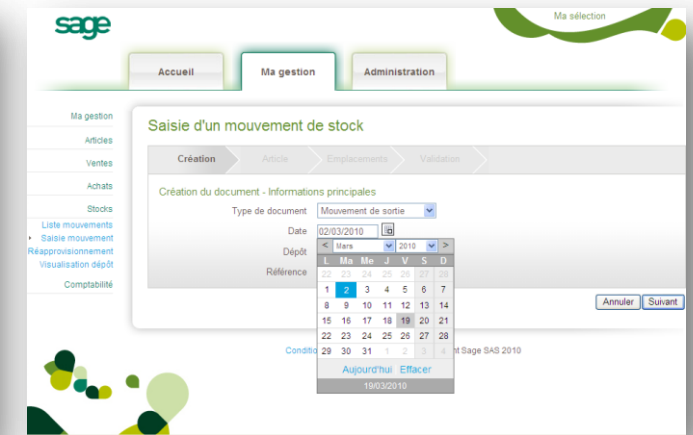 sage
Ma sélection
Accueil Ma gestion Administration
Ma gestion
Articles
Ventes
Achats
Stocks
Liste mouvements
Saisie mouvement
Réapprovisionnement
Visualisation dépôt
Comptabilité
Saisie d'un mouvement de stock
Création Article Emplacements Validation
Création du document - Informations principales
Type de document Mouvement de sortie
Date 02/03/2010
Dépôt
Référence
< Mars 2010 >
L Ma Me J V S D
22 23 24 25 26 27 28
1 2 3 4 5 6 7
8 9 10 11 12 13 14
15 16 17 18 19 20 21
22 23 24 25 26 27 28
29 30 31 1 2 3 4
Aujourd'hui Effacer
19/03/2010
Annuler Suivant
Conditio nt Sage SAS 2010